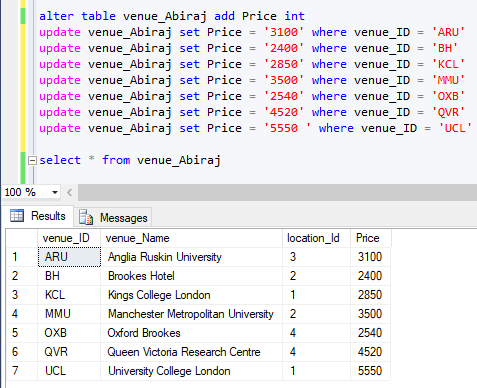 alter table venue_Abiraj add Price int
update venue_Abiraj set Price = '3100' where venue_ID = 'ARU'
update venue_Abiraj set Price = '2400' where venue_ID = 'BH'
update venue_Abiraj set Price = '2850' where venue_ID = 'KCL'
update venue_Abiraj set Price = '3500' where venue_ID = 'MMU'
update venue_Abiraj set Price = '2540' where venue_ID = 'OXB'
update venue_Abiraj set Price = '4520' where venue_ID = 'QVR'
update venue_Abiraj set Price = '5550 ' where venue_ID = 'UCL'
select * from venue_Abiraj
100 %
Results Messages
venue_ID venue_Name location_Id Price
1 ARU Anglia Ruskin University 3 3100
2 BH Brookes Hotel 2 2400
3 KCL Kings College London 1 2850
4 MMU Manchester Metropolitan University 2 3500
5 OXB Oxford Brookes 4 2540
6 QVR Queen Victoria Research Centre 4 4520
7 UCL University College London 1 5550